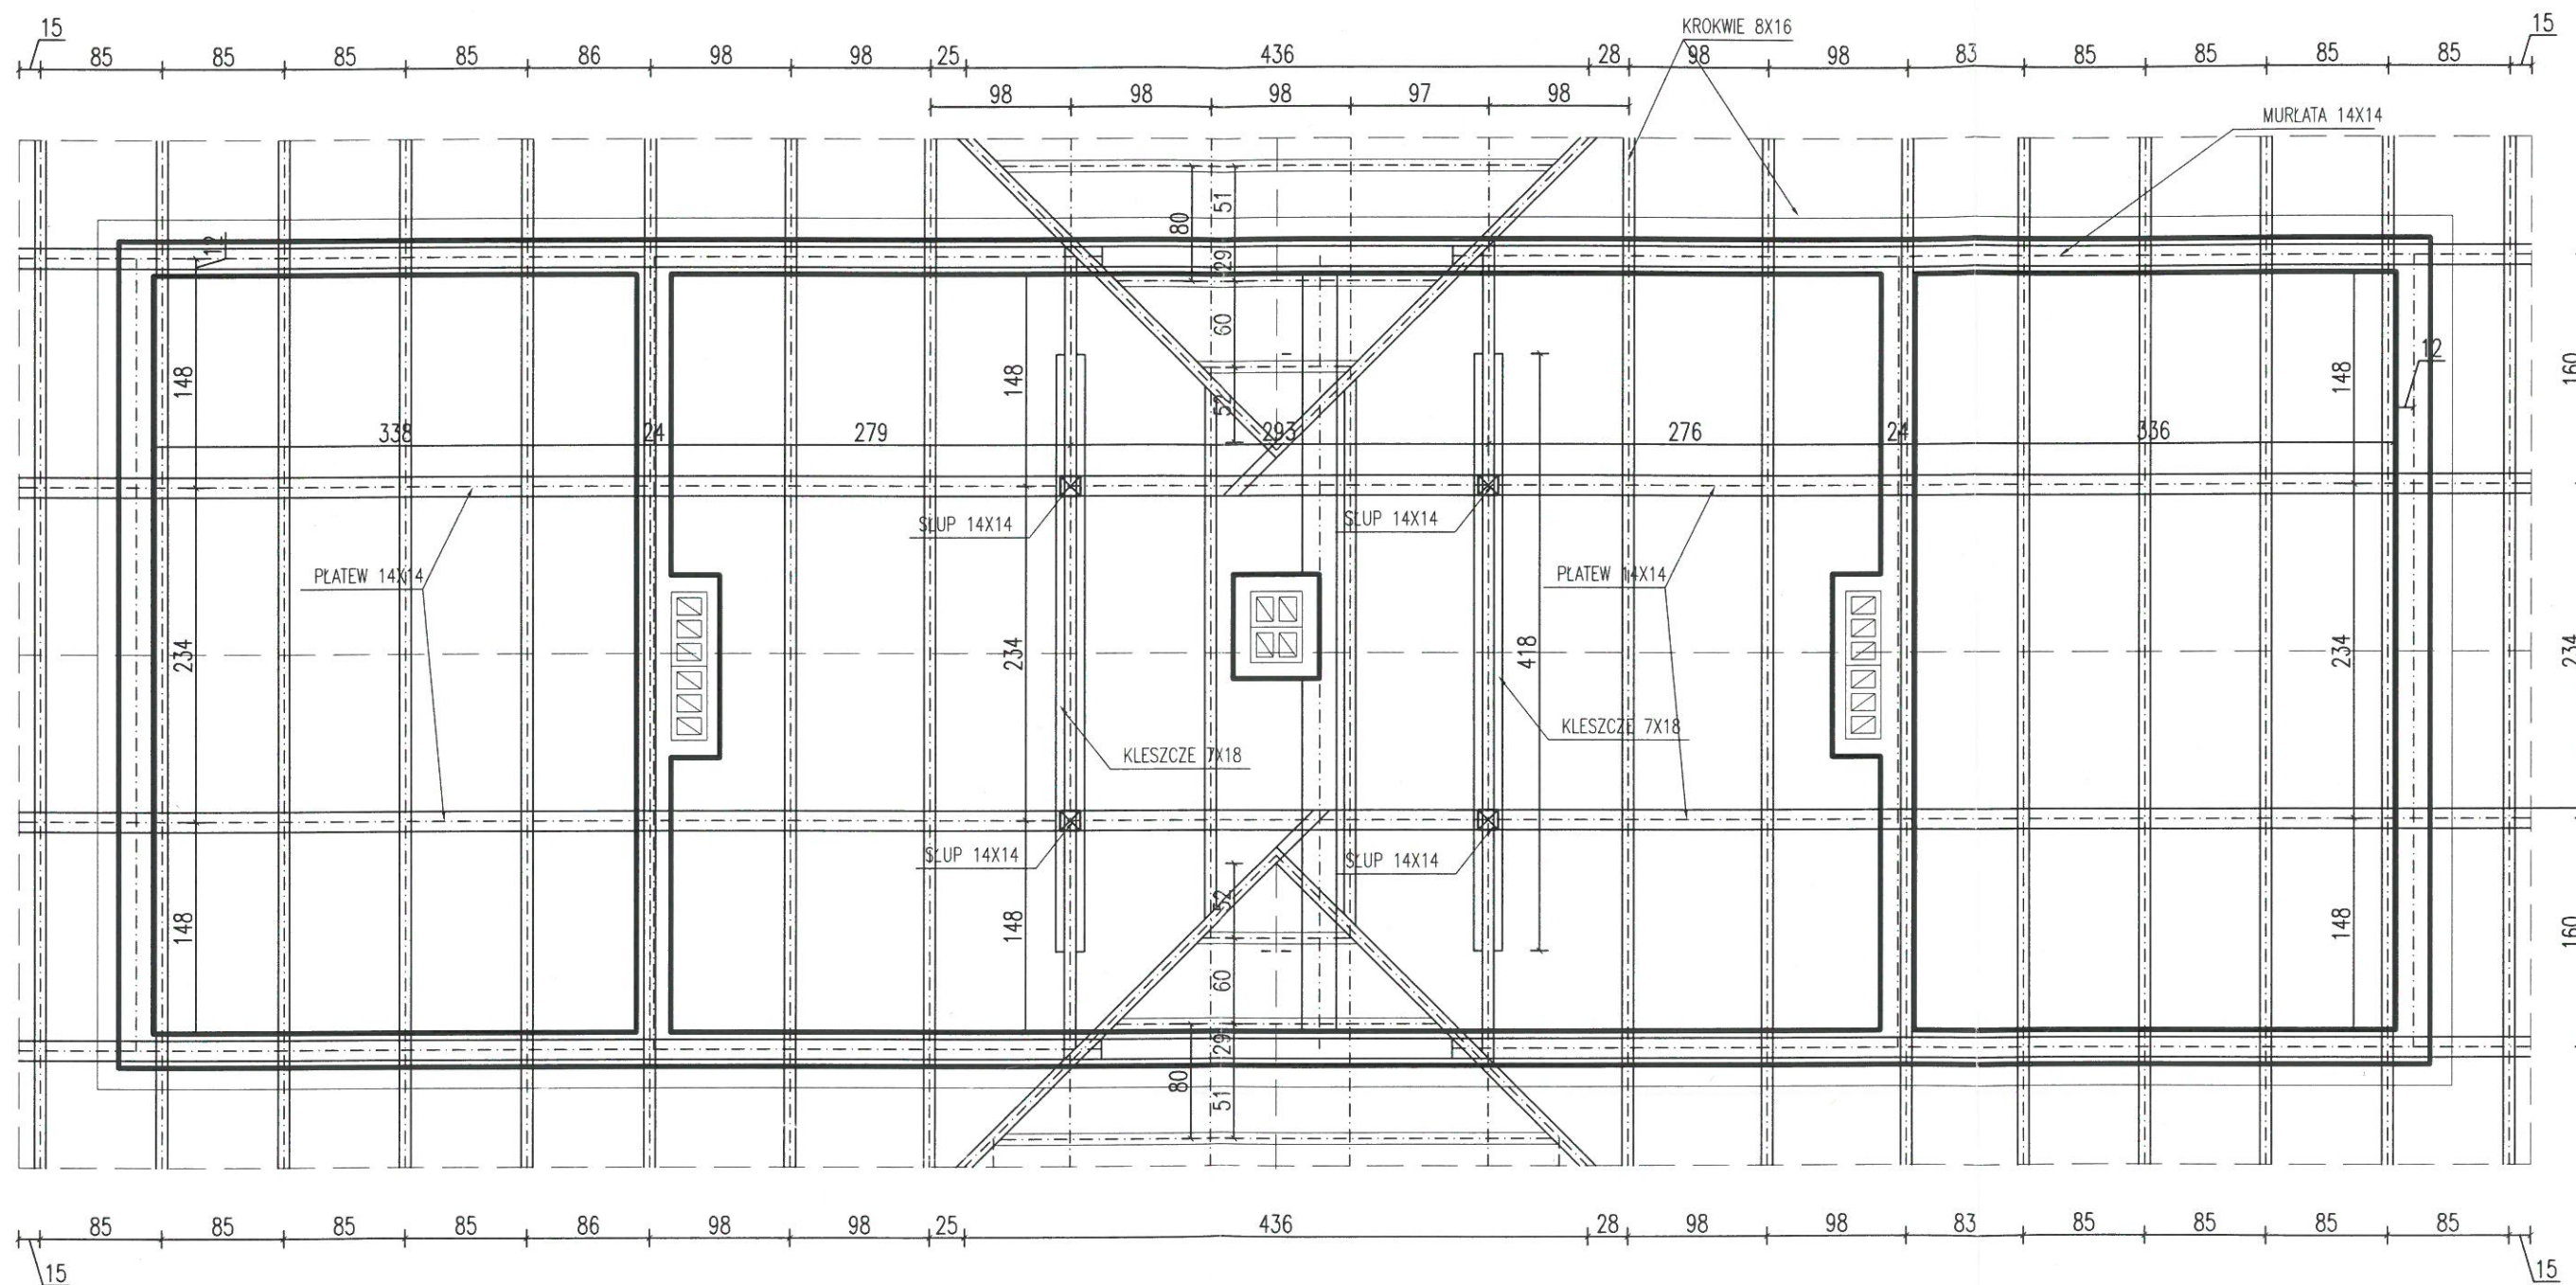 15 15
KROKWIE 8X16
85 85 85 85 86 98 98 25 436 28 98 98 83 85 85 85 85
98 98 98 97 98
MURŁATA 14X14
51
80
12
29
60
12
148 148 148 160
52
338 24 279 293 276 24 336
SŁUP 14X14 SŁUP 14X14
PŁATEW 14X14 PŁATEW 14X14
234 234 418 234 234
KLESZCZE 7X18
KLESZCZE 7X18
SŁUP 14X14 SŁUP 14X14
52
148 148 148 160
60
29
80
51
85 85 85 85 86 98 98 25 436 28 98 98 83 85 85 85 85
15 15